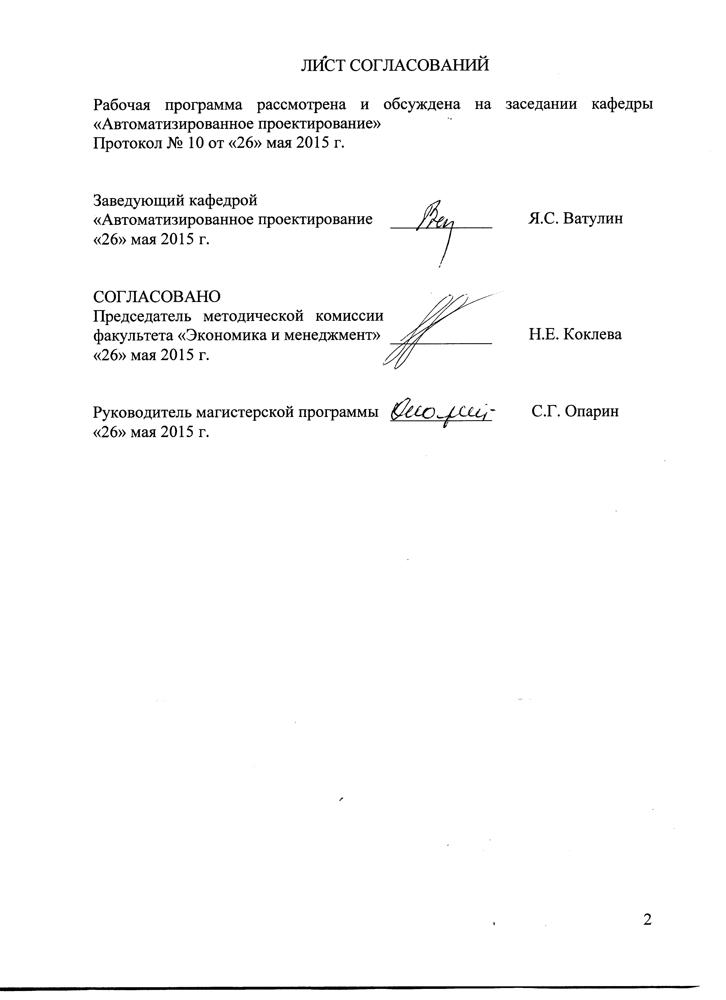 ЛИСТ СОГЛАСОВАНИЙ
Рабочая программа рассмотрена и обсуждена на заседании кафедры
«Автоматизированное проектирование»
Протокол № 10 от «26» мая 2015 г.
Заведующий кафедрой
«Автоматизированное проектирование Я.С. Ватулин
«26» мая 2015 г.
СОГЛАСОВАНО
Председатель методической комиссии
факультета «Экономика и менеджмент» Н.Е. Коклева
«26» мая 2015 г.
Руководитель магистерской программы С.Г. Опарин
«26» мая 2015 г.
2